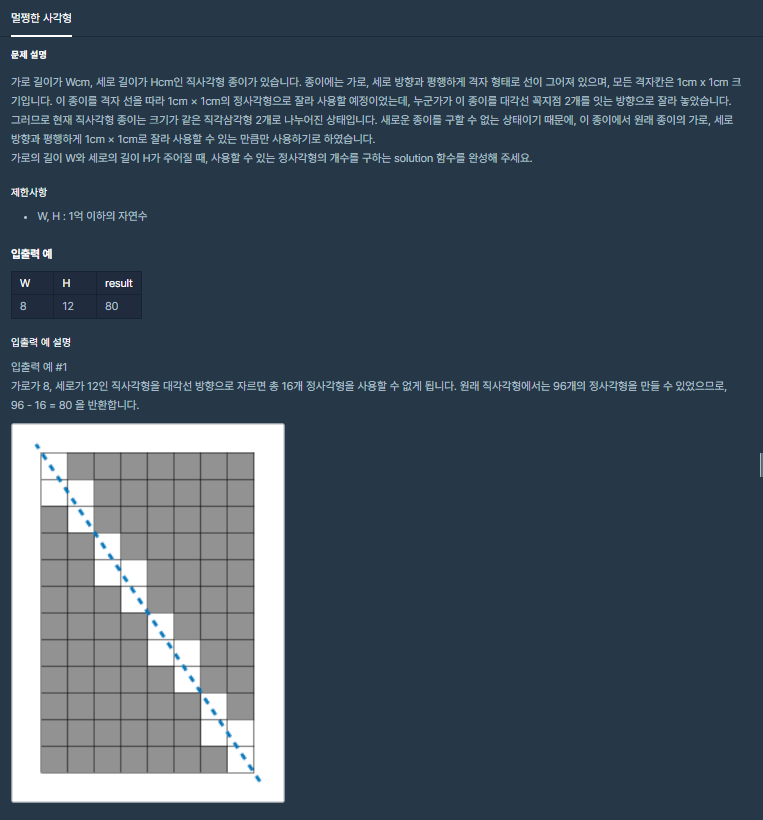 멀쩡한 사각형
문제 설명
가로 길이가 Wcm, 세로 길이가 Hcm인 직사각형 종이가 있습니다. 종이에는 가로, 세로 방향과 평행하게 격자 형태로 선이 그어져 있으며, 모든 격자칸은 1cm x 1cm 크
기입니다. 이 종이를 격자 선을 따라 1cm × 1cm의 정사각형으로 잘라 사용할 예정이었는데, 누군가가 이 종이를 대각선 꼭지점 2개를 잇는 방향으로 잘라 놓았습니다.
그러므로 현재 직사각형 종이는 크기가 같은 직각삼각형 2개로 나누어진 상태입니다. 새로운 종이를 구할 수 없는 상태이기 때문에, 이 종이에서 원래 종이의 가로, 세로
방향과 평행하게 1cm × 1cm로 잘라 사용할 수 있는 만큼만 사용하기로 하였습니다.
가로의 길이 W와 세로의 길이 H가 주어질 때, 사용할 수 있는 정사각형의 개수를 구하는 solution 함수를 완성해 주세요.
제한사항
• W, H : 1억 이하의 자연수
입출력 예
W H result
8 12 80
입출력 예 설명
입출력 예 #1
가로가 8, 세로가 12인 직사각형을 대각선 방향으로 자르면 총 16개 정사각형을 사용할 수 없게 됩니다. 원래 직사각형에서는 96개의 정사각형을 만들 수 있었으므로,
96 - 16 = 80 을 반환합니다.